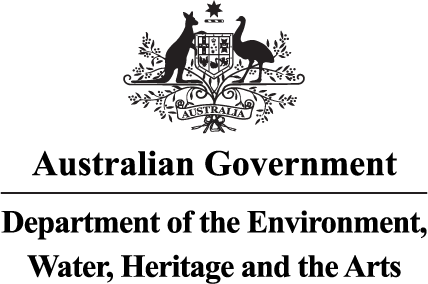 AUSTRALIA
Australian Government
Department of the Environment,
Water, Heritage and the Arts